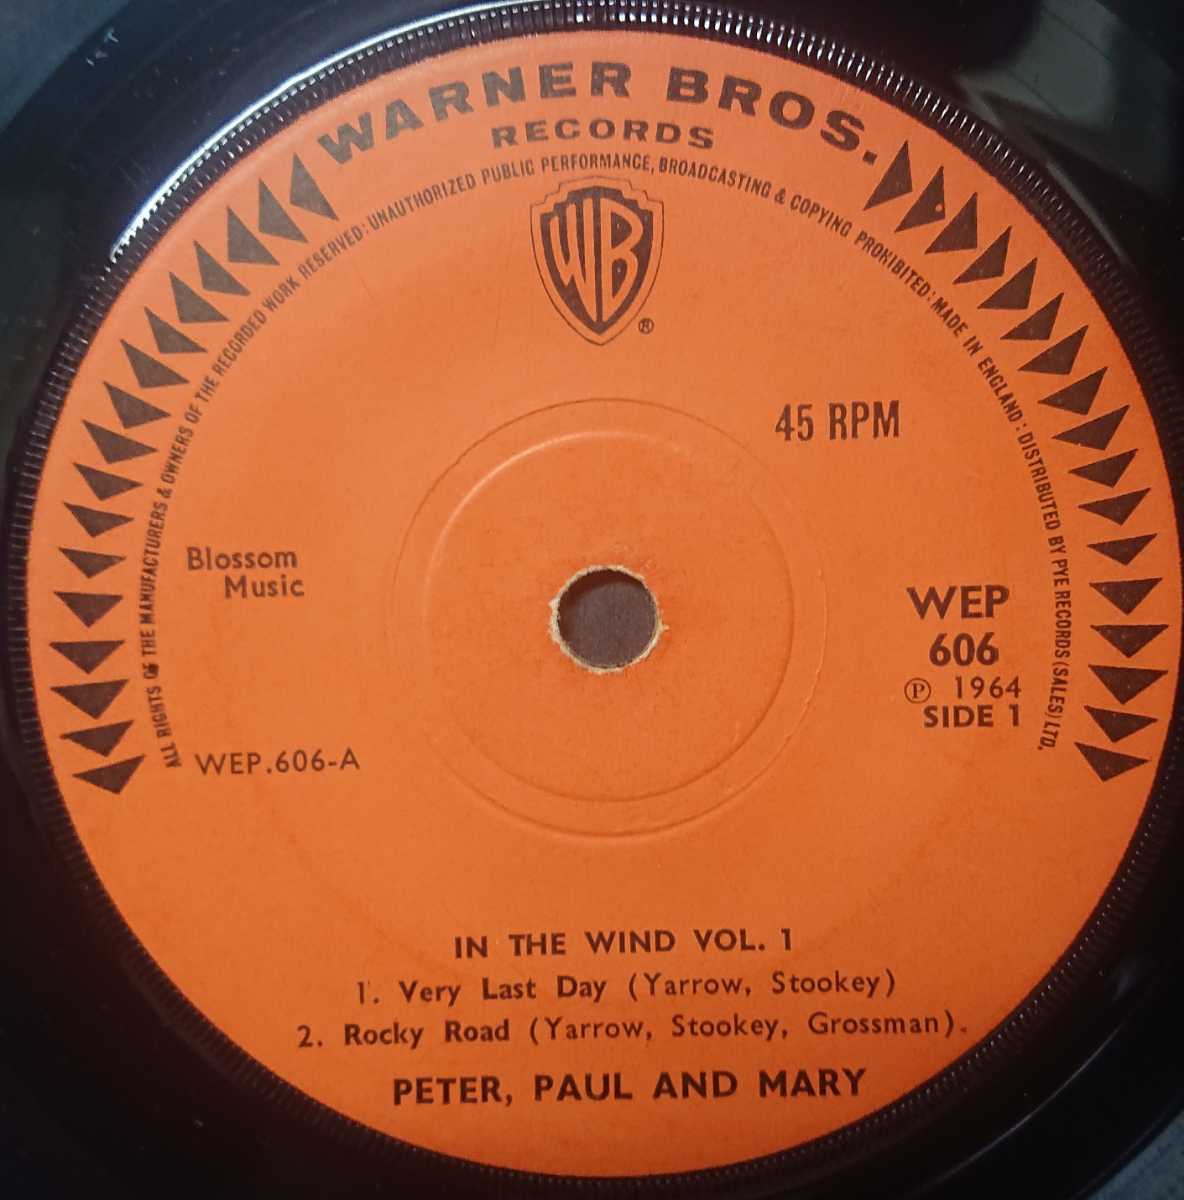 WARNER BROS.
RECORDS
ALL RIGHTS OF THE MANUFACTURERS & OWNERS OF THE RECORDED WORK RESERVED: UNAUTHORIZED PUBLIC PERFORMANCE, BROADCASTING & COPYING PROHIBITED: MADE IN ENGLAND: DISTRIBUTED BY PYE RECORDS (SALES) LTD.
WB
®
45 RPM
Blossom
Music
WEP
606
℗ 1964
SIDE 1
WEP.606-A
IN THE WIND VOL. 1
1. Very Last Day (Yarrow, Stookey)
2. Rocky Road (Yarrow, Stookey, Grossman).
PETER, PAUL AND MARY